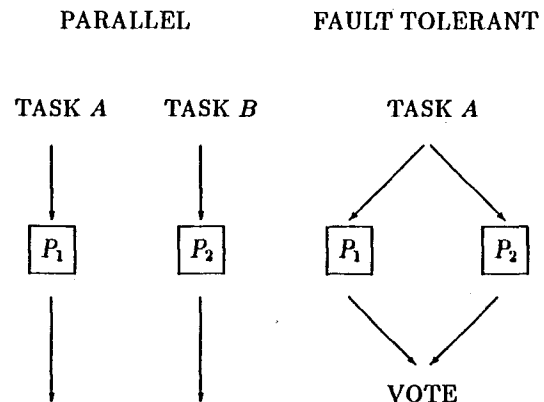 PARALLEL FAULT TOLERANT
TASK A TASK B TASK A
P₁ P₂ P₁ P₂
VOTE